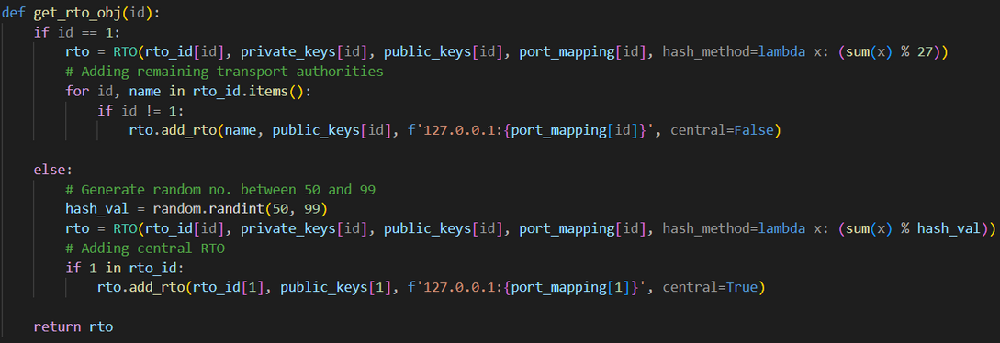 def get_rto_obj(id):
    if id == 1:
        rto = RTO(rto_id[id], private_keys[id], public_keys[id], port_mapping[id], hash_method=lambda x: (sum(x) % 27))
        # Adding remaining transport authorities
        for id, name in rto_id.items():
            if id != 1:
                rto.add_rto(name, public_keys[id], f'127.0.0.1:{port_mapping[id]}', central=False)

    else:
        # Generate random no. between 50 and 99
        hash_val = random.randint(50, 99)
        rto = RTO(rto_id[id], private_keys[id], public_keys[id], port_mapping[id], hash_method=lambda x: (sum(x) % hash_val))
        # Adding central RTO
        if 1 in rto_id:
            rto.add_rto(rto_id[1], public_keys[1], f'127.0.0.1:{port_mapping[1]}', central=True)

    return rto